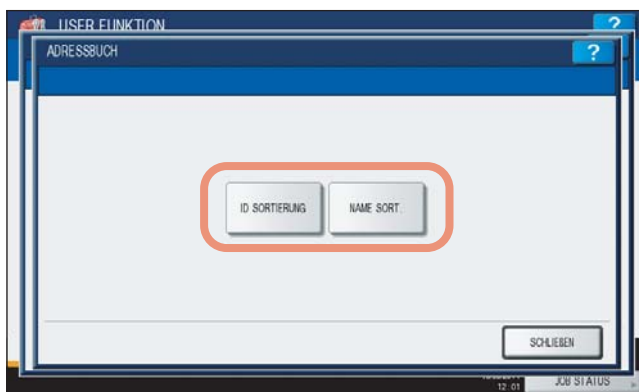 USER FUNKTION
?
ADRESSBUCH
?
ID SORTIERUNG
NAME SORT.
SCHLIEßEN
12:01
JOB STATUS